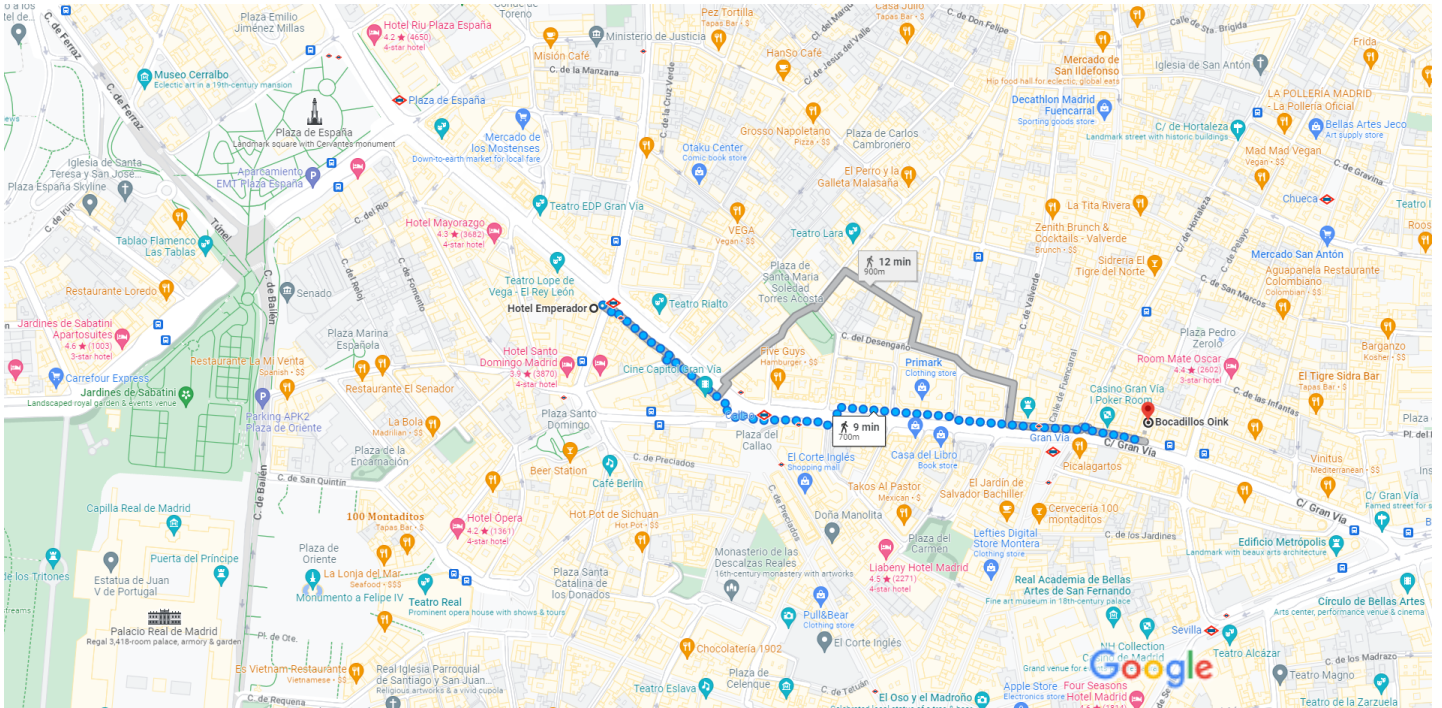 C. de Ferraz
Plaza Emilio
Jiménez Millas
Hotel Riu Plaza España
4.2 ★ (4650)
4-star hotel
Misión Café
Ministerio de Justicia
C. de la Manzana
Pez Tortilla
Tapas Bar • $
HanSo Café
C/ de Jesús del Valle
Casa Julio
Tapas Bar • $
C. de Don Felipe
Calle de Sta. Brígida
Mercado de
San Ildefonso
Hip food hall for eclectic, global eats
Iglesia de San Antón
Frida
Museo Cerralbo
Eclectic art in a 19th-century mansion
C. de Ferraz
Plaza de España
Plaza de España
Landmark square with Cervantes monument
Mercado de
los Mostenses
Down-to-earth market for local fare
C. de la Cruz Verde
Otaku Center
Comic book store
Grosso Napoletano
Pizza • $$
Plaza de Carlos
Cambronero
Decathlon Madrid
Fuencarral
Sporting goods store
C/ de Hortaleza
Landmark street with historic buildings
LA POLLERIA MADRID
- La Pollería Oficial
Bellas Artes Jeco
Art supply store
Mad Mad Vegan
Vegan • $$
C. de Gravina
Iglesia de Santa
Teresa y San Jose...
Plaza España Skyline
Aparcamiento
EMT Plaza España
C. de Irún
Túnel
C. del Río
Tablao Flamenco
Las Tablas
Restaurante Loredo
Senado
C. de Bailén
C. del Reloj
C. de Fomento
Hotel Mayorazgo
4.3 ★ (3682)
4-star hotel
Teatro EDP Gran Vía
VEGA
Vegan • $$
El Perro y la
Galleta Malasaña
Teatro Lara
La Tita Rivera
Zenith Brunch &
Cocktails - Valverde
Brunch • $$
C. de Hortaleza
C. de Pelayo
Chueca
Mercado San Antón
Sidrería El
Tigre del Norte
Aguapanela Restaurante
Colombiano
Colombian • $$
C. de San Marcos
Teatro Lope de
Vega - El Rey León
Teatro Rialto
Plaza de
Santa Maria
Soledad
Torres Acosta
12 min
900m
C. de Valverde
Hotel Emperador
Plaza Marina
Española
Jardines de Sabatini
Apartosuites
4.6 ★ (1003)
3-star hotel
Carrefour Express
Jardines de Sabatini
Landscaped royal garden & events venue
Restaurante La Mi Venta
Spanish • $$
Restaurante El Senador
Hotel Santo
Domingo Madrid
3.9 ★ (3870)
4-star hotel
Cine Capitol Gran Vía
Five Guys
Hamburger • $$
C. del Desengaño
Primark
Clothing store
Calle de Fuencarral
Plaza Pedro
Zerolo
Room Mate Oscar
4.4 ★ (2602)
3-star hotel
Barganzo
Kosher • $$
El Tigre Sidra Bar
Tapas Bar • $
C. de las Infantas
Casino Gran Vía
| Poker Room
Bocadillos Oink
Parking APK2
Plaza de Oriente
La Bola
Madrilian • $$
Plaza Santo
Domingo
Callao
Plaza del
Callao
9 min
700m
Gran Vía
C/ Gran Vía
Picalagartos
Casa del Libro
Book store
El Corte Inglés
Shopping mall
C. de Preciados
Plaza de la
Encarnación
C. de San Quintín
C. de Bailén
Beer Station
Café Berlín
Takos Al Pastor
Mexican • $
El Jardín de
Salvador Bachiller
Vinitus
Mediterranean • $$
C/ Gran Vía
C/ Gran Vía
Capilla Real de Madrid
100 Montaditos
Tapas Bar • $
Hotel Ópera
4.2 ★ (1361)
4-star hotel
Hot Pot de Sichuan
Hot Pot • $$
C. de Preciados
Doña Manolita
Plaza del
Carmen
Cervecería 100
montaditos
Lefties Digital
Store Montera
Clothing store
C. de los Jardines
Edificio Metrópolis
Landmark with beaux arts architecture
Puerta del Príncipe
Plaza de
Oriente
La Lonja del Mar
Seafood • $$$
Monumento a Felipe IV
Teatro Real
Prominent opera house with shows & tours
Plaza Santa
Catalina de
los Donados
Monasterio de las
Descalzas Reales
16th-century monastery with artworks
Liabeny Hotel Madrid
4.5 ★ (2271)
4-star hotel
Real Academia de Bellas
Artes de San Fernando
Fine art museum in 18th-century palace
Círculo de Bellas Artes
Arts center, performance venue & cinema
Estatua de Juan
V de Portugal
Palacio Real de Madrid
Regal 3,418-room palace, armory & garden
Pl. de Ote.
Pull&Bear
Clothing store
El Corte Inglés
NH Collection
Sevilla
Teatro Alcázar
Google
Es Vietnam Restaurante
Vietnamese • $$
Real Iglesia Parroquial
de Santiago y San Juan...
Religious artworks & a vivid cupola
Chocolatería 1902
Plaza de
Celenque
Teatro Eslava
C. de Tetuán
El Oso y el Madroño
Apple Store
Electronics store
Four Seasons
Hotel Madrid
Teatro Magno
C. de los Madrazo
Teatro de la Zarzuela
C. de Requena